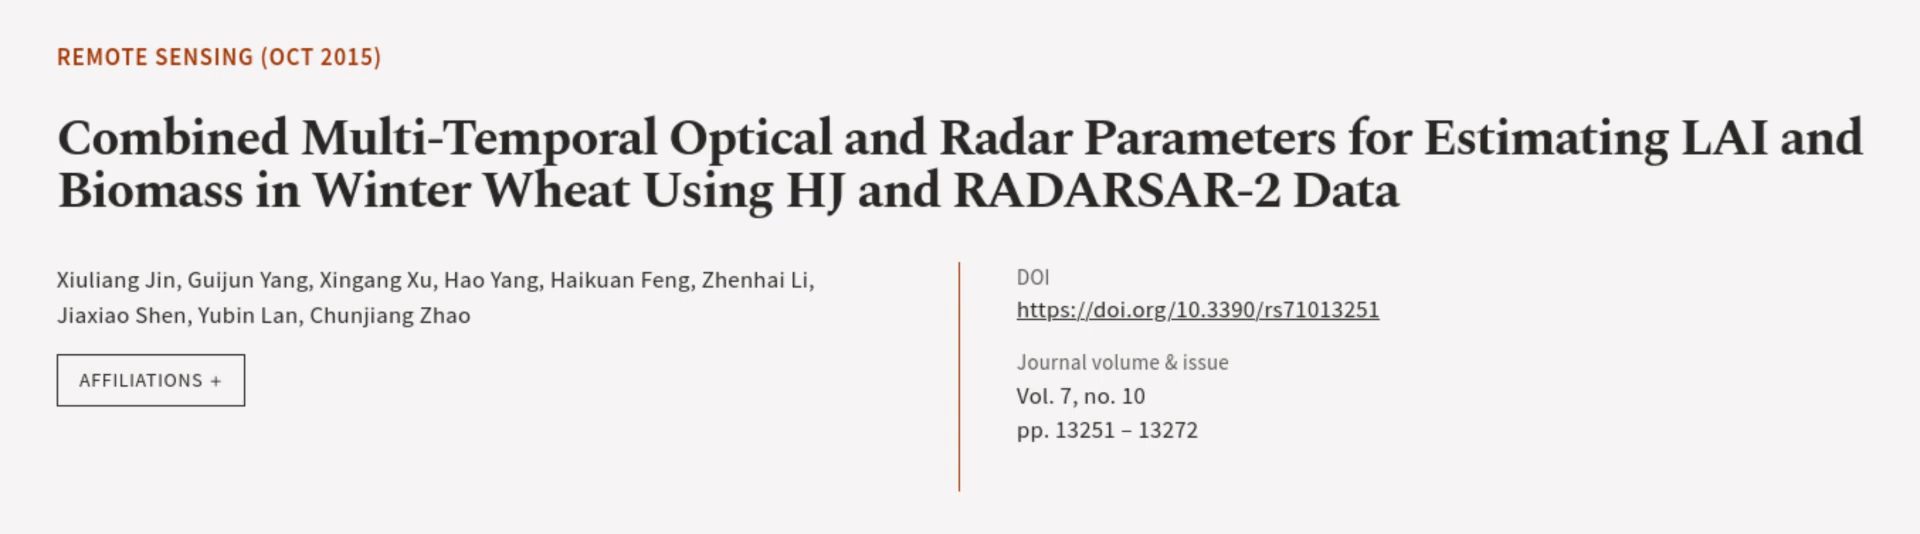 REMOTE SENSING (OCT 2015)
Combined Multi-Temporal Optical and Radar Parameters for Estimating LAI and
Biomass in Winter Wheat Using HJ and RADARSAR-2 Data
Xiuliang Jin, Guijun Yang, Xingang Xu, Hao Yang, Haikuan Feng, Zhenhai Li,
Jiaxiao Shen, Yubin Lan, Chunjiang Zhao
AFFILIATIONS +
DOI
https://doi.org/10.3390/rs71013251
Journal volume & issue
Vol. 7, no. 10
pp. 13251 – 13272